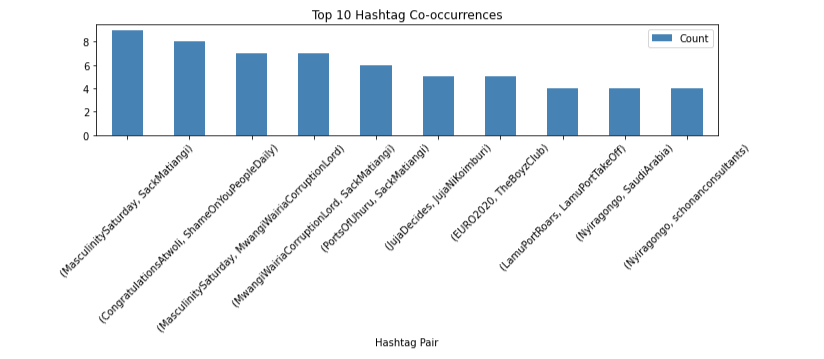 Top 10 Hashtag Co-occurrences
Count
8
6
4
2
0
(MasculinitySaturday, SackMatiangi)
(CongratulationsAtwoli, ShameOnYouPeopleDaily)
(MasculinitySaturday, MwangiWairiaCorruptionLord)
(MwangiWairiaCorruptionLord, SackMatiangi)
(PortsOfUhuru, SackMatiangi)
(JujaDecides, JujaNiKoimburi)
(EURO2020, TheBoyzClub)
(LamuPortRoars, LamuPortTakeOff)
(Nyiragongo, SaudiArabia)
(Nyiragongo, schonanconsultants)
Hashtag Pair